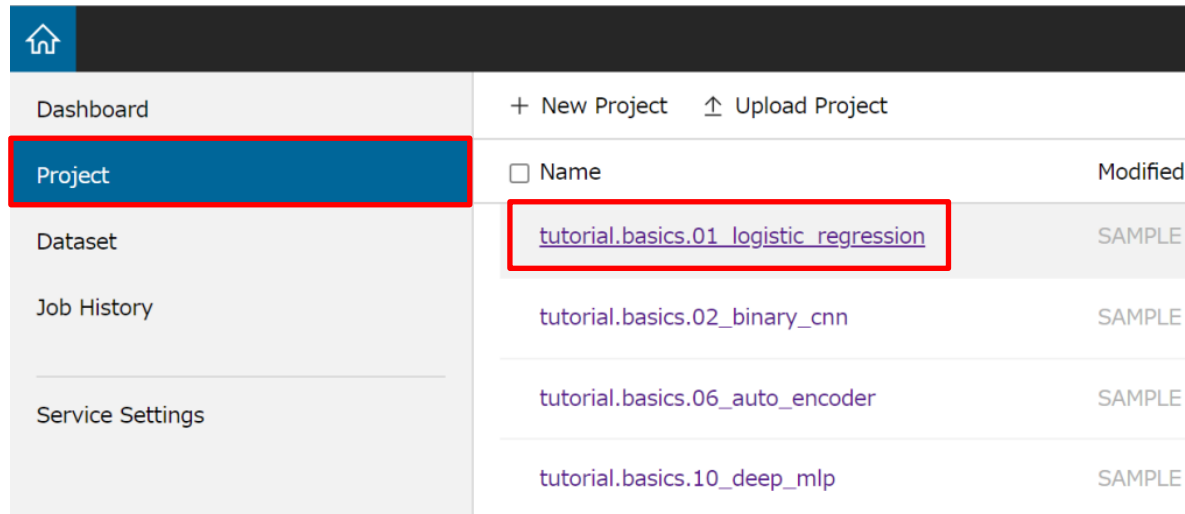 Dashboard
Project
Dataset
Job History
Service Settings
+ New Project Upload Project
Name Modified
tutorial.basics.01_logistic_regression SAMPLE
tutorial.basics.02_binary_cnn SAMPLE
tutorial.basics.06_auto_encoder SAMPLE
tutorial.basics.10_deep_mlp SAMPLE